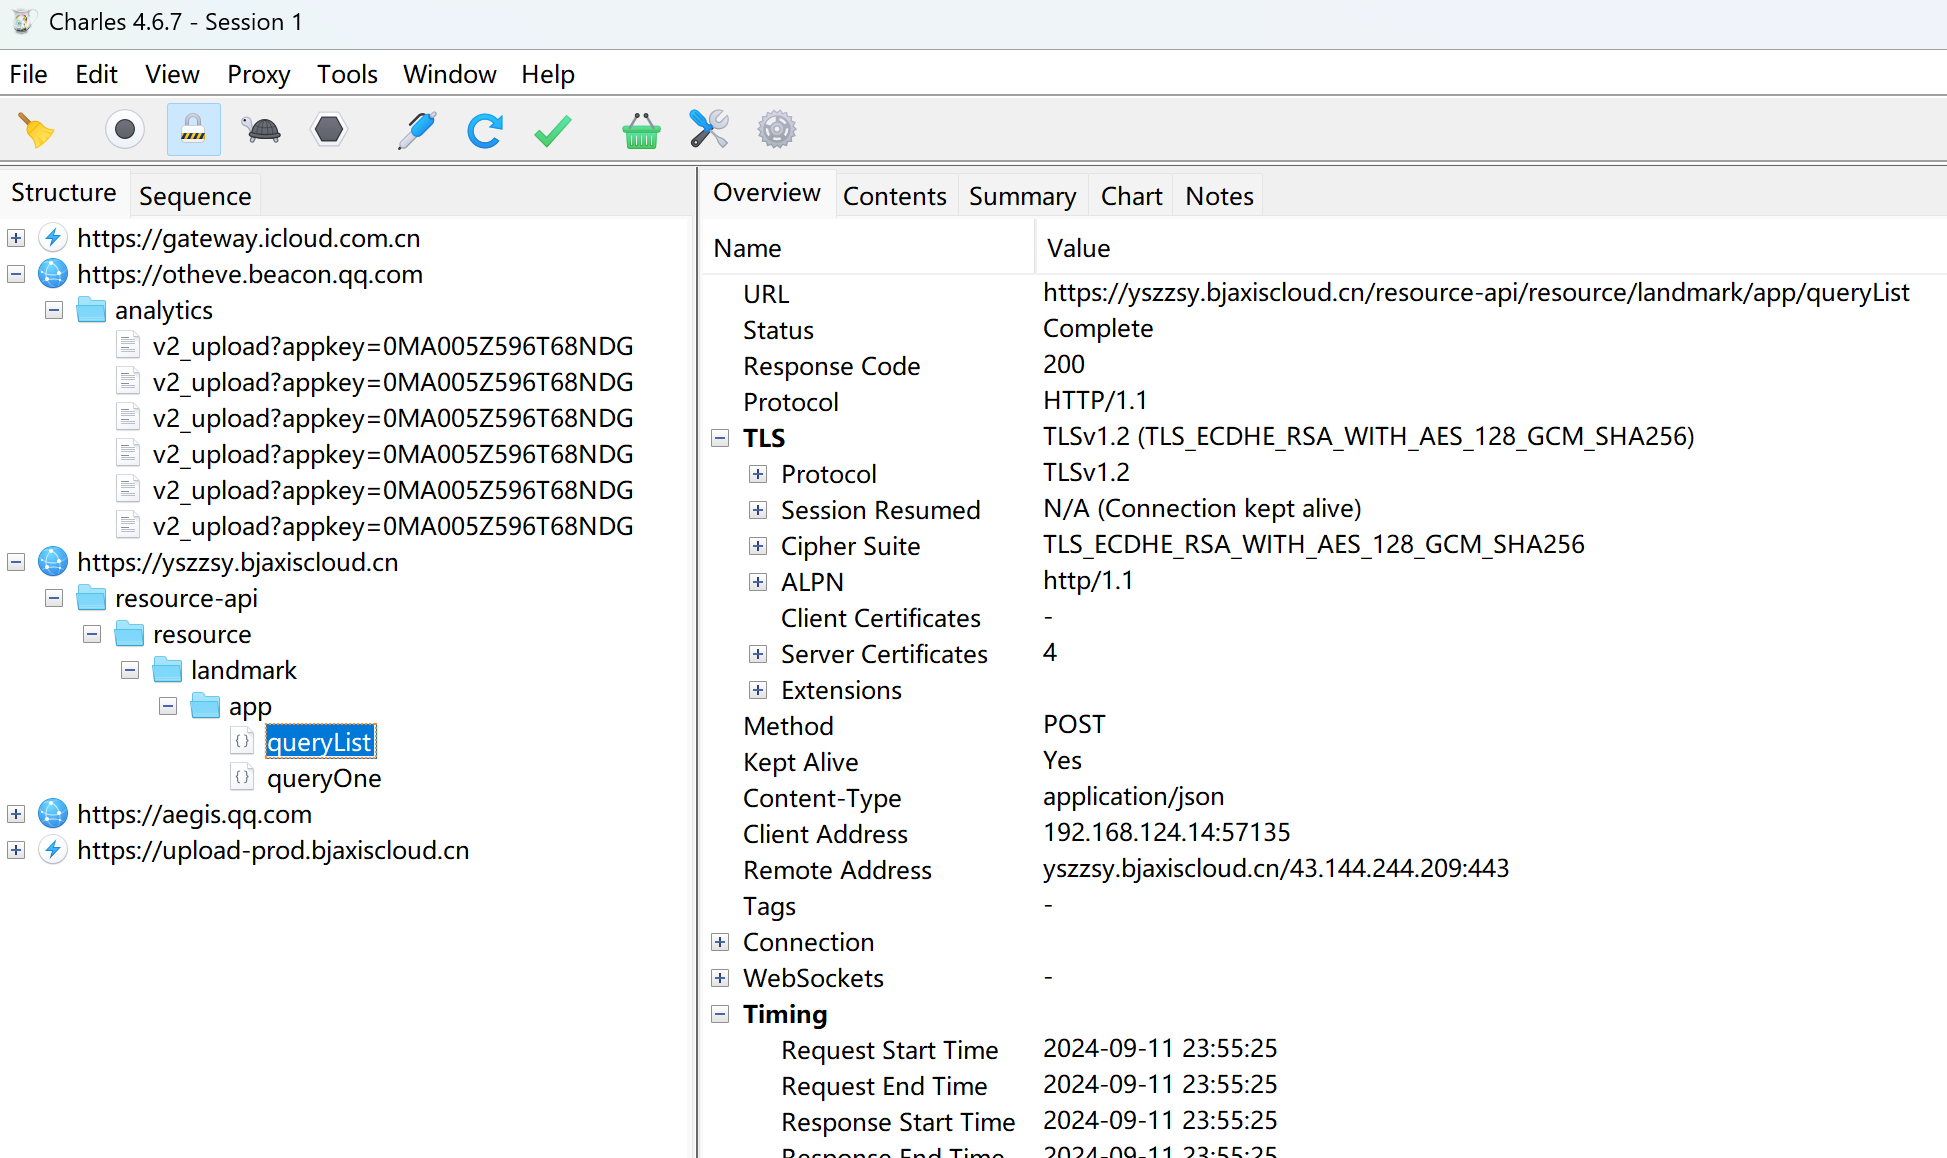 Charles 4.6.7 - Session 1
File Edit View Proxy Tools Window Help
Structure Sequence
https://gateway.icloud.com.cn
https://otheve.beacon.qq.com
analytics
v2_upload?appkey=0MA005Z596T68NDG
v2_upload?appkey=0MA005Z596T68NDG
v2_upload?appkey=0MA005Z596T68NDG
v2_upload?appkey=0MA005Z596T68NDG
v2_upload?appkey=0MA005Z596T68NDG
v2_upload?appkey=0MA005Z596T68NDG
https://yszzsy.bjaxiscloud.cn
resource-api
resource
landmark
app
queryList
queryOne
https://aegis.qq.com
https://upload-prod.bjaxiscloud.cn
Overview Contents Summary Chart Notes
Name Value
URL https://yszzsy.bjaxiscloud.cn/resource-api/resource/landmark/app/queryList
Status Complete
Response Code 200
Protocol HTTP/1.1
TLS TLSv1.2 (TLS_ECDHE_RSA_WITH_AES_128_GCM_SHA256)
Protocol TLSv1.2
Session Resumed N/A (Connection kept alive)
Cipher Suite TLS_ECDHE_RSA_WITH_AES_128_GCM_SHA256
ALPN http/1.1
Client Certificates -
Server Certificates 4
Extensions
Method POST
Kept Alive Yes
Content-Type application/json
Client Address 192.168.124.14:57135
Remote Address yszzsy.bjaxiscloud.cn/43.144.244.209:443
Tags -
Connection
WebSockets -
Timing
Request Start Time 2024-09-11 23:55:25
Request End Time 2024-09-11 23:55:25
Response Start Time 2024-09-11 23:55:25
Response End Time 2024-09-11 23:55:25